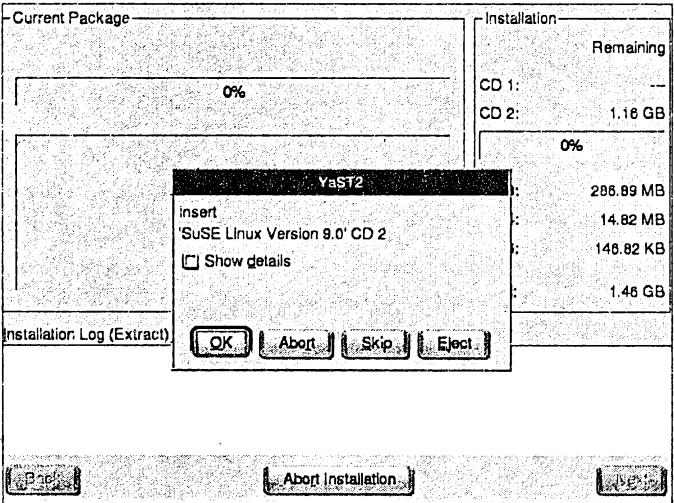 Current Package
0%
Installation
Remaining
CD 1: ---
CD 2: 1.16 GB
0%
286.89 MB
14.82 MB
146.82 KB
1.46 GB
YaST2
Insert
'SuSE Linux Version 9.0' CD 2
Show details
OK Abort Skip Eject
Installation Log (Extract)
Back Abort Installation Next